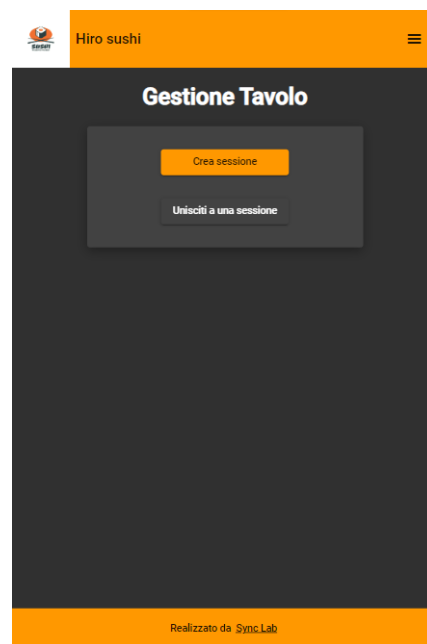 Hiro sushi
Gestione Tavolo
Crea sessione
Unisciti a una sessione
Realizzato da Sync Lab